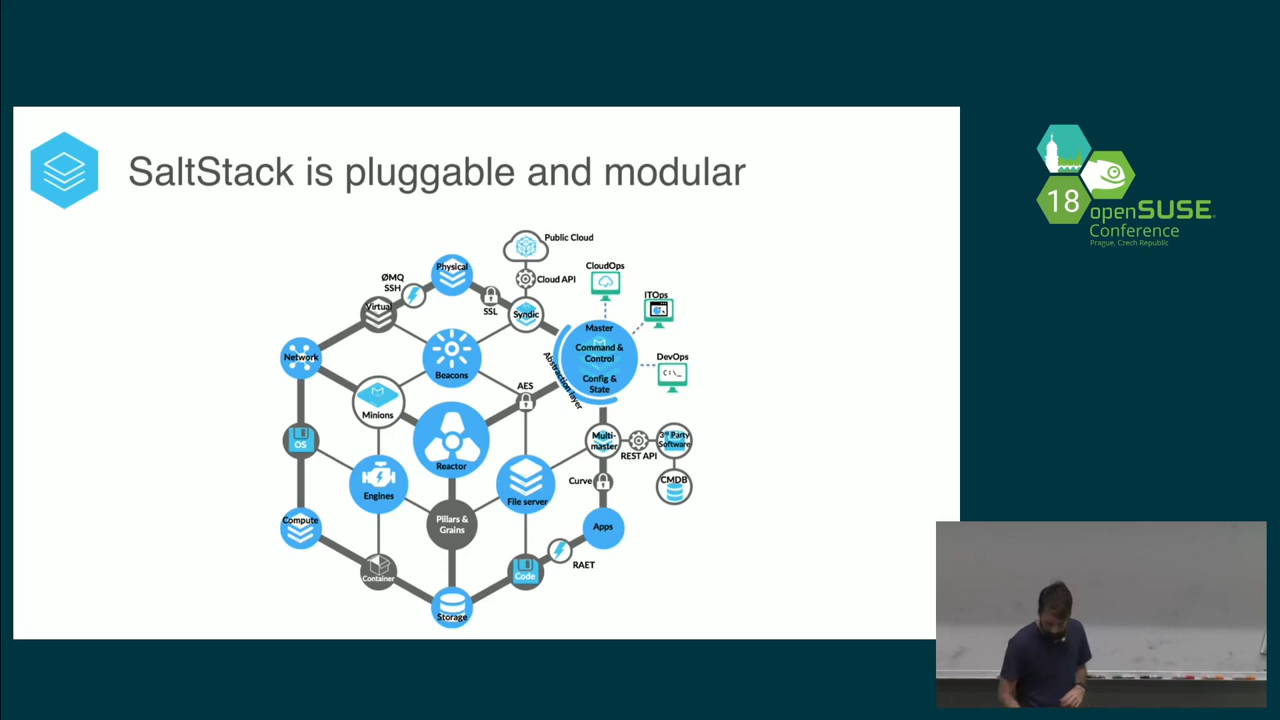 SaltStack is pluggable and modular
18
openSUSE
Conference
Prague, Czech Republic
Public Cloud
Physical
ØMQ
SSH
Cloud API
CloudOps
SSL
ITOps
Virtual
Syndic
Master
Command &
Control
Config &
State
Abstraction layer
Network
Beacons
DevOps
C:\_
AES
Minions
OS
Reactor
Multi-
master
REST API
3rd Party
Software
Engines
File server
Curve
CMDB
Compute
Pillars &
Grains
Apps
RAET
Container
Code
Storage